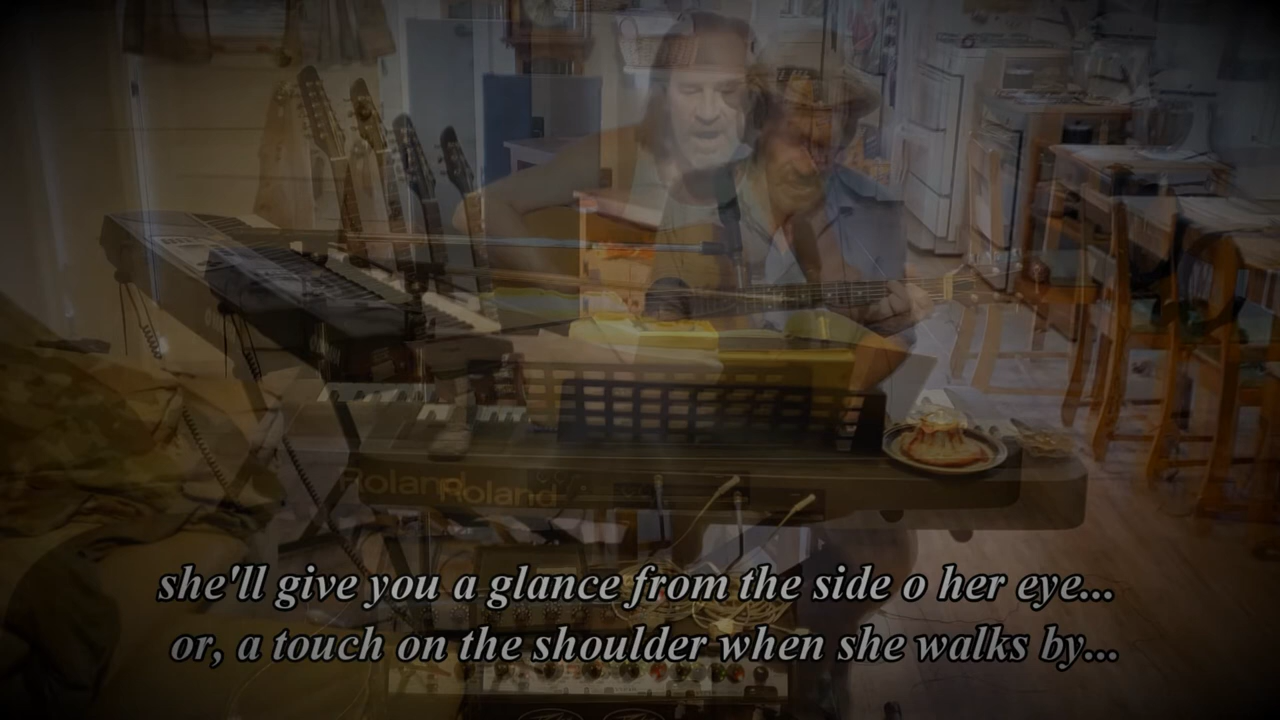 Roland Roland
she'll give you a glance from the side o her eye...
or, a touch on the shoulder when she walks by...